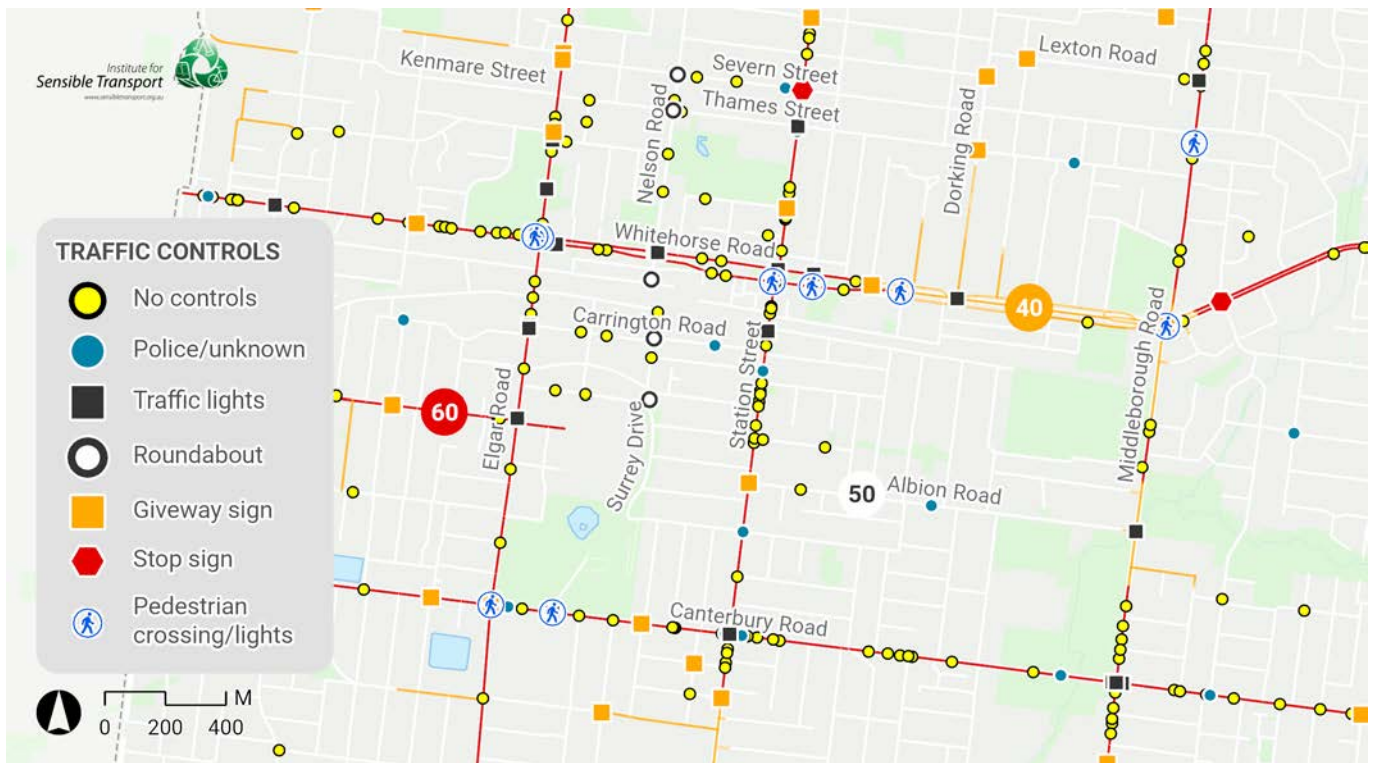 Institute for
Sensible Transport
www.sensibletransport.org.au
Kenmare Street
Severn Street
Thames Street
Lexton Road
Nelson Road
Dorking Road
Whitehorse Road
TRAFFIC CONTROLS
No controls
Police/unknown
Traffic lights
Roundabout
Giveway sign
Stop sign
Pedestrian
crossing/lights
40
Carrington Road
Station Street
Middleborough Road
60
Elgar Road
Surrey Drive
50
Albion Road
Canterbury Road
M
0 200 400